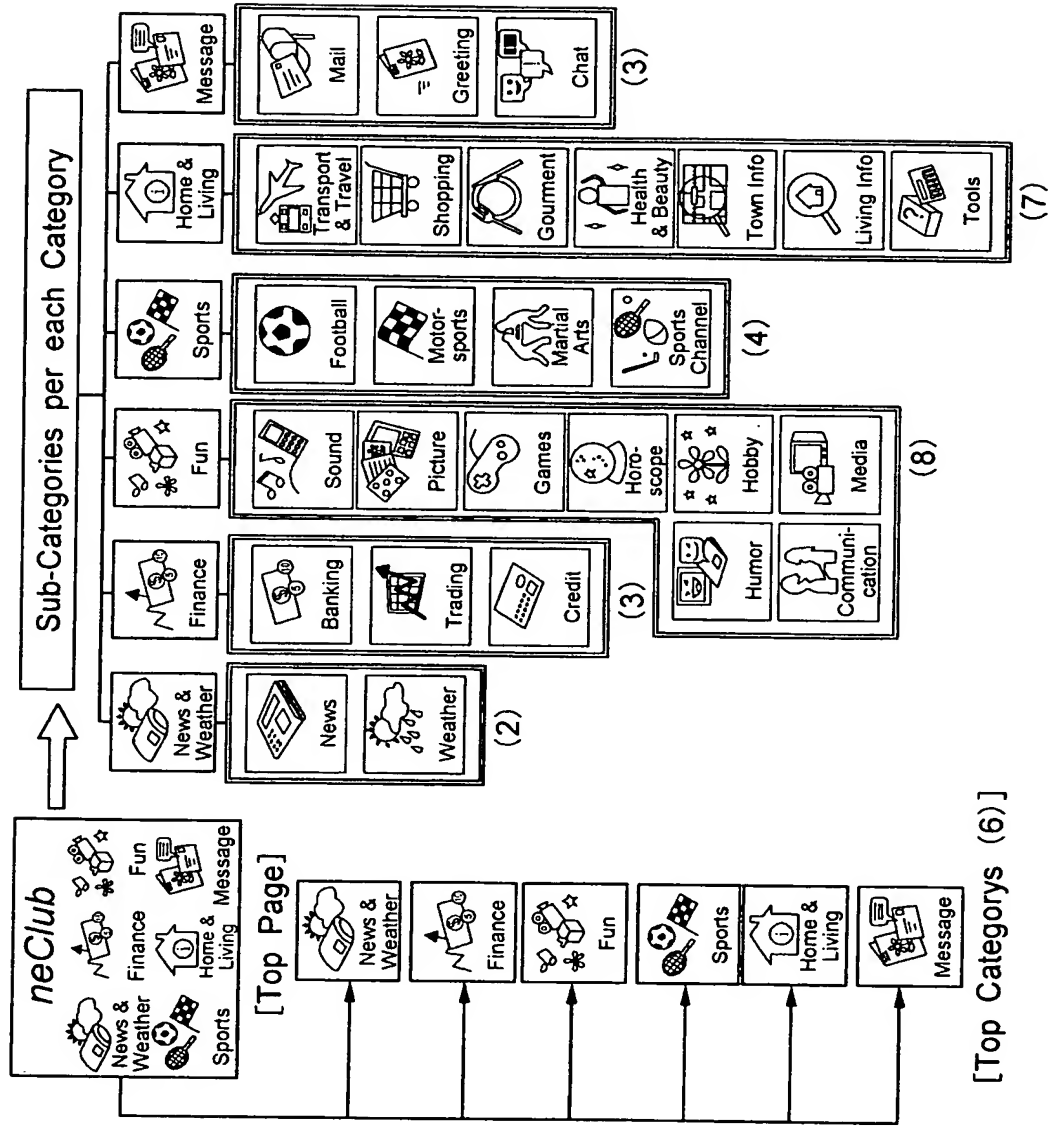 neClub
News &
Weather
Finance
Fun
Sports
Home &
Living
Message
[Top Page]
News &
Weather
Finance
Fun
Sports
Home &
Living
Message
[Top Categorys (6)]
Sub-Categories per each Category
News &
Weather
News
Weather
(2)
Finance
Banking
Trading
Credit
(3)
Fun
Sound
Picture
Games
Horo-
scope
Hobby
Media
Humor
Communi-
cation
(8)
Sports
Football
Motor-
sports
Martial
Arts
Sports
Channel
(4)
Home &
Living
Transport
& Travel
Shopping
Gourment
Health
& Beauty
Town Info
Living Info
Tools
(7)
Message
Mail
Greeting
Chat
(3)